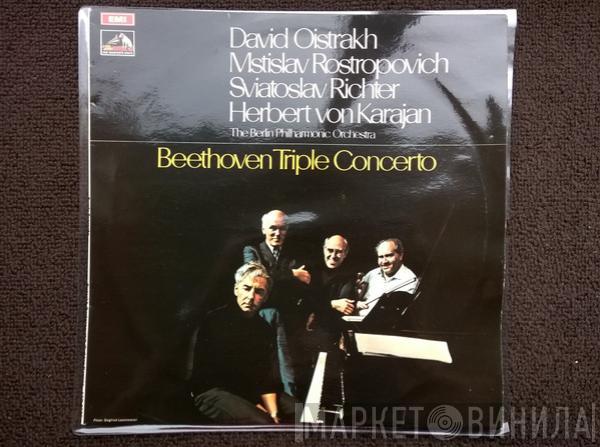 EMI
David Oistrakh
Mstislav Rostropovich
Sviatoslav Richter
Herbert von Karajan
The Berlin Philharmonic Orchestra
Beethoven Triple Concerto
МАРКЕТ ВИНИЛА